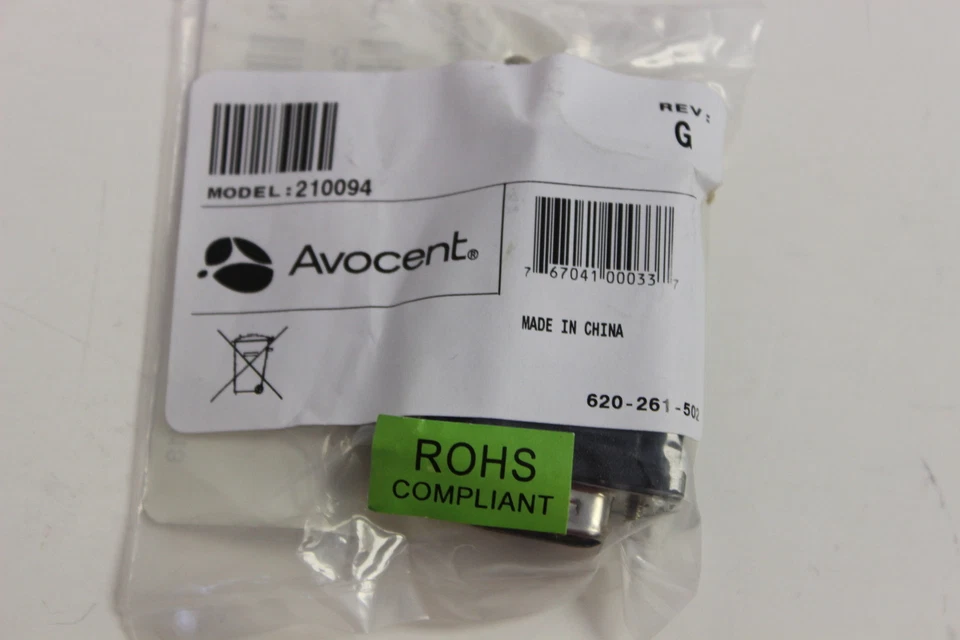 REV:
G
MODEL:210094
Avocent®
7 67041 00033 7
MADE IN CHINA
620-261-502
ROHS
COMPLIANT